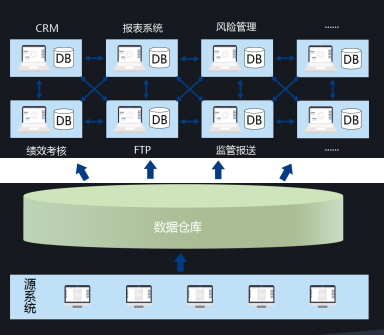 CRM
报表系统
风险管理
......
DB
DB
DB
DB
DB
DB
DB
DB
绩效考核
FTP
监管报送
......
数据仓库
源系统